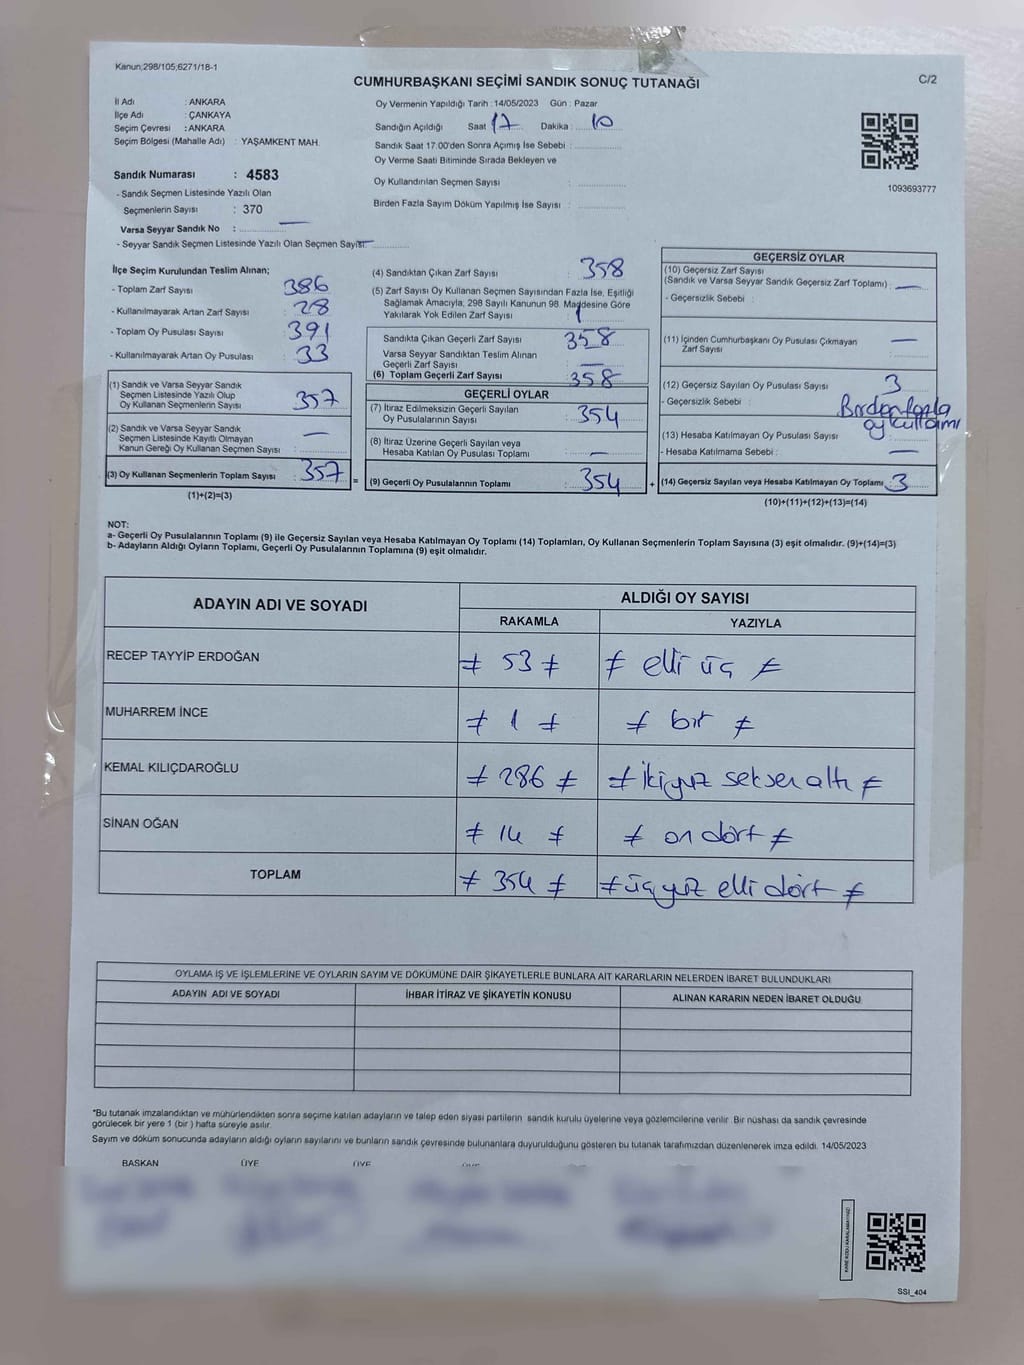 Kanun;298/105,6271/18-1
CUMHURBAŞKANI SEÇİMİ SANDIK SONUÇ TUTANAĞI
C/2
İl Adı : ANKARA
İlçe Adı : ÇANKAYA
Seçim Çevresi : ANKARA
Seçim Bölgesi (Mahalle Adı) : YAŞAMKENT MAH.
Sandık Numarası : 4583
- Sandık Seçmen Listesinde Yazılı Olan
Seçmenlerin Sayısı : 370
Varsa Seyyar Sandık No : —
- Seyyar Sandık Seçmen Listesinde Yazılı Olan Seçmen Sayısı: —
Oy Vermenin Yapıldığı Tarih : 14/05/2023 Gün : Pazar
Sandığın Açıldığı Saat 17 Dakika : 10
Sandık Saat 17:00'den Sonra Açımış İse Sebebi :
Oy Verme Saati Bitiminde Sırada Bekleyen ve
Oy Kullandırılan Seçmen Sayısı :
Birden Fazla Sayım Döküm Yapılmış İse Sayısı :
1093693777
İlçe Seçim Kurulundan Teslim Alınan;
- Toplam Zarf Sayısı : 386
- Kullanılmayarak Artan Zarf Sayısı : 28
- Toplam Oy Pusulası Sayısı : 391
- Kullanılmayarak Artan Oy Pusulası : 33
(1) Sandık ve Varsa Seyyar Sandık
Seçmen Listesinde Yazılı Olup
Oy Kullanan Seçmenlerin Sayısı : 357
(2) Sandık ve Varsa Seyyar Sandık
Seçmen Listesinde Kayıtlı Olmayan
Kanun Gereği Oy Kullanan Seçmen Sayısı : —
(3) Oy Kullanan Seçmenlerin Toplam Sayısı : 357
(1)+(2)=(3)
=
(4) Sandıktan Çıkan Zarf Sayısı : 358
(5) Zarf Sayısı Oy Kullanan Seçmen Sayısından Fazla İse, Eşitliği
Sağlamak Amacıyla, 298 Sayılı Kanunun 98. Maddesine Göre
Yakılarak Yok Edilen Zarf Sayısı : 1
Sandıkta Çıkan Geçerli Zarf Sayısı : 358
Varsa Seyyar Sandıktan Teslim Alınan
Geçerli Zarf Sayısı : —
(6) Toplam Geçerli Zarf Sayısı : 358
GEÇERLİ OYLAR
(7) İtiraz Edilmeksizin Geçerli Sayılan
Oy Pusulalarının Sayısı : 354
(8) İtiraz Üzerine Geçerli Sayılan veya
Hesaba Katılan Oy Pusulası Toplamı : —
(9) Geçerli Oy Pusulalarının Toplamı : 354
+
GEÇERSİZ OYLAR
(10) Geçersiz Zarf Sayısı
(Sandık ve Varsa Seyyar Sandık Geçersiz Zarf Toplamı) : —
- Geçersizlik Sebebi :
(11) İçinden Cumhurbaşkanı Oy Pusulası Çıkmayan
Zarf Sayısı : —
(12) Geçersiz Sayılan Oy Pusulası Sayısı : 3
- Geçersizlik Sebebi : Birden fazla
oy kullanımı
(13) Hesaba Katılmayan Oy Pusulası Sayısı :
- Hesaba Katılmama Sebebi : —
(14) Geçersiz Sayılan veya Hesaba Katılmayan Oy Toplamı : 3
(10)+(11)+(12)+(13)=(14)
NOT:
a- Geçerli Oy Pusulalarının Toplamı (9) ile Geçersiz Sayılan veya Hesaba Katılmayan Oy Toplamı (14) Toplamları, Oy Kullanan Seçmenlerin Toplam Sayısına (3) eşit olmalıdır. (9)+(14)=(3)
b- Adayların Aldığı Oyların Toplamı, Geçerli Oy Pusulalarının Toplamına (9) eşit olmalıdır.
ADAYIN ADI VE SOYADI
ALDIĞI OY SAYISI
RAKAMLA YAZIYLA
RECEP TAYYİP ERDOĞAN ≠ 53 ≠ ≠ elli üç ≠
MUHARREM İNCE ≠ 1 ≠ ≠ bir ≠
KEMAL KILIÇDAROĞLU ≠ 286 ≠ ≠ ikiyüz seksen altı ≠
SİNAN OĞAN ≠ 14 ≠ ≠ on dört ≠
TOPLAM ≠ 354 ≠ ≠ üçyüz elli dört ≠
OYLAMA İŞ VE İŞLEMLERİNE VE OYLARIN SAYIM VE DÖKÜMÜNE DAİR ŞİKAYETLERLE BUNLARA AİT KARARLARIN NELERDEN İBARET BULUNDUKLARI
ADAYIN ADI VE SOYADI İHBAR İTİRAZ VE ŞİKAYETİN KONUSU ALINAN KARARIN NEDEN İBARET OLDUĞU
*Bu tutanak imzalandıktan ve mühürlendikten sonra seçime katılan adayların ve talep eden siyasi partilerin sandık kurulu üyelerine veya gözlemcilerine verilir. Bir nüshası da sandık çevresinde
görülecek bir yere 1 (bir ) hafta süreyle asılır.
Sayım ve döküm sonucunda adayların aldığı oyların sayılarını ve bunların sandık çevresinde bulunanlara duyurulduğunu gösteren bu tutanak tarafımızdan düzenlenerek imza edildi. 14/05/2023
BAŞKAN ÜYE ÜYE
KARE KODU KARALAMAYINIZ!
SSI_404